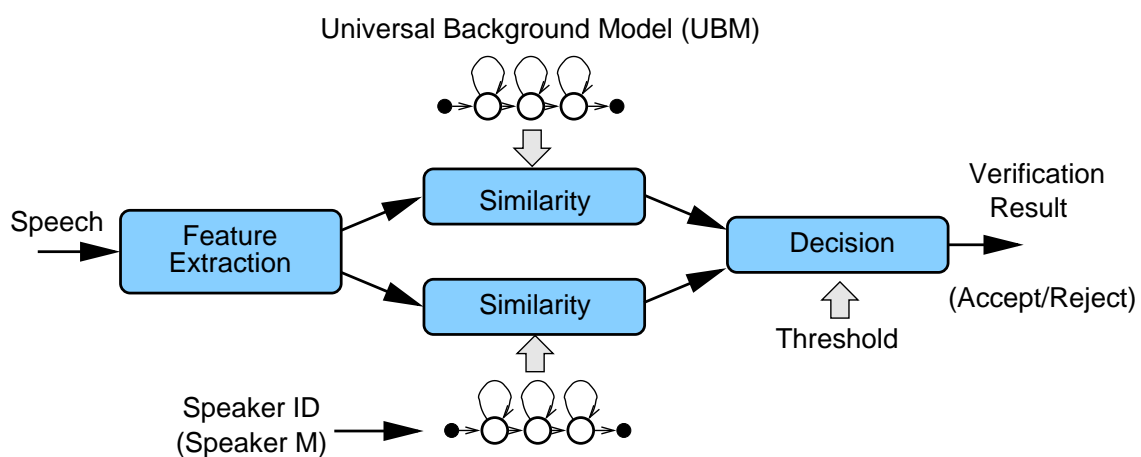 Universal Background Model (UBM)
Speech
Feature
Extraction
Similarity
Similarity
Decision
Verification
Result
(Accept/Reject)
Threshold
Speaker ID
(Speaker M)